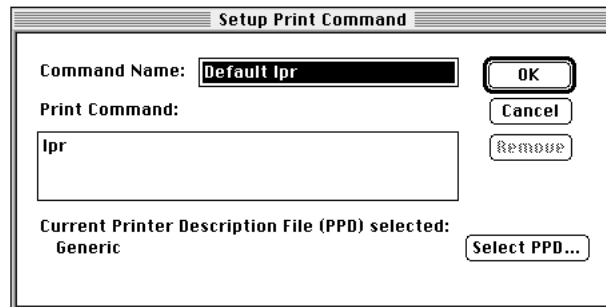 Setup Print Command
Command Name: Default lpr
OK
Print Command:
Cancel
lpr
Remove
Current Printer Description File (PPD) selected:
Generic
Select PPD...